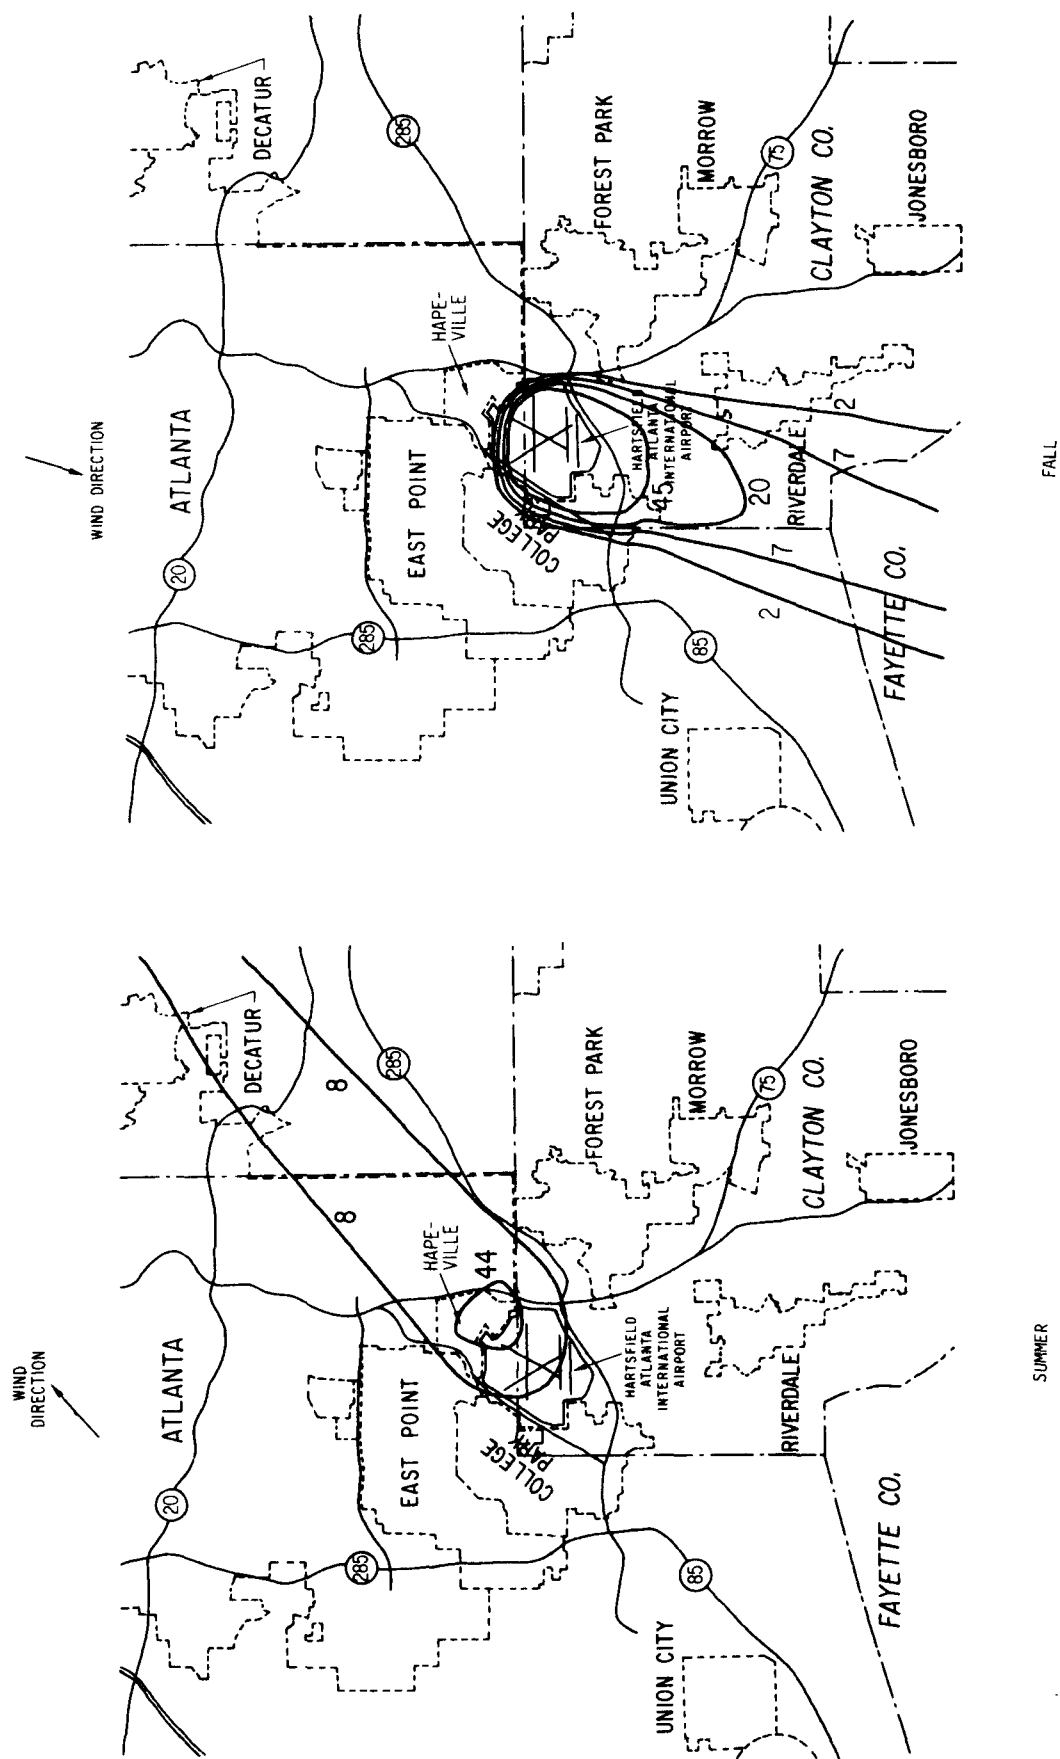 WIND DIRECTION
ATLANTA
DECATUR
20
285
285
EAST POINT
HAPE-
VILLE
COLLEGE
PARK
HARTSFIELD
ATLANTA
INTERNATIONAL
AIRPORT
45
20
7
2
7
2
FOREST PARK
MORROW
75
CLAYTON CO.
JONESBORO
RIVERDALE
85
UNION CITY
FAYETTE CO.
FALL
WIND
DIRECTION
ATLANTA
DECATUR
20
285
285
8
8
EAST POINT
HAPE-
VILLE
44
COLLEGE
PARK
HARTSFIELD
ATLANTA
INTERNATIONAL
AIRPORT
FOREST PARK
MORROW
75
CLAYTON CO.
JONESBORO
RIVERDALE
85
UNION CITY
FAYETTE CO.
SUMMER